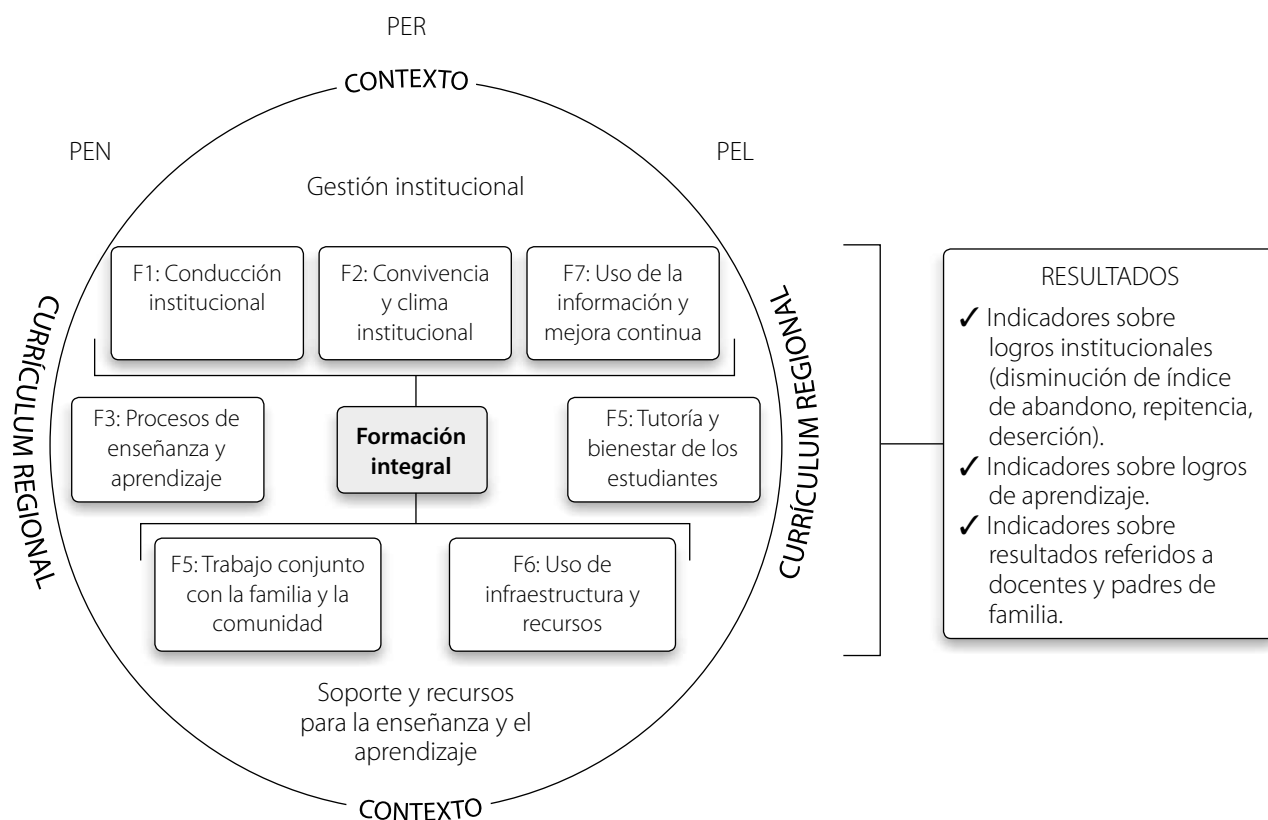 PER
CONTEXTO
PEN
PEL
Gestión institucional
F1: Conducción
institucional
F2: Convivencia
y clima
institucional
F7: Uso de la
información y
mejora continua
CURRÍCULUM REGIONAL
F3: Procesos de
enseñanza y
aprendizaje
Formación
integral
F5: Tutoría y
bienestar de los
estudiantes
CURRÍCULUM REGIONAL
F5: Trabajo conjunto
con la familia y la
comunidad
F6: Uso de
infraestructura y
recursos
Soporte y recursos
para la enseñanza y el
aprendizaje
CONTEXTO
RESULTADOS
✓ Indicadores sobre
logros institucionales
(disminución de índice
de abandono, repitencia,
deserción).
✓ Indicadores sobre logros
de aprendizaje.
✓ Indicadores sobre
resultados referidos a
docentes y padres de
familia.